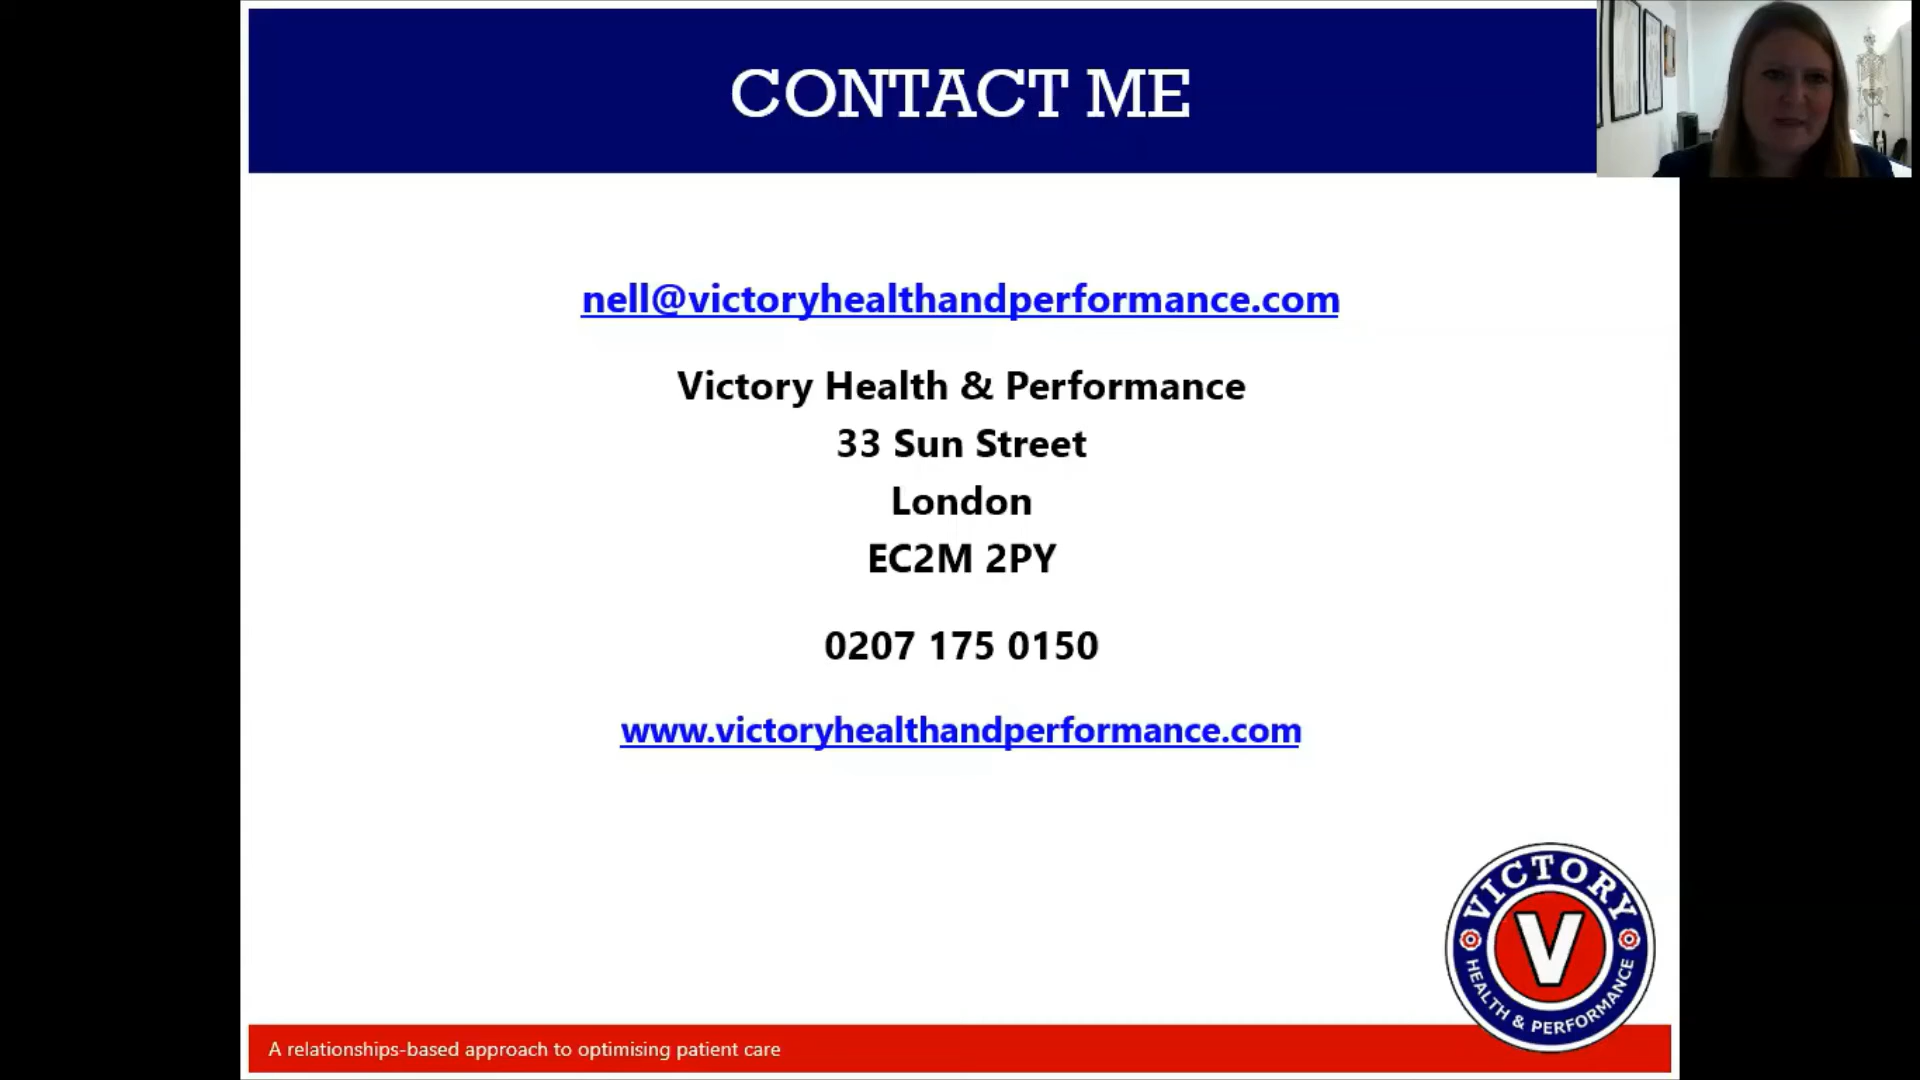 CONTACT ME
nell@victoryhealthandperformance.com
Victory Health & Performance
33 Sun Street
London
EC2M 2PY
0207 175 0150
www.victoryhealthandperformance.com
VICTORY
V
HEALTH & PERFORMANCE
A relationships-based approach to optimising patient care